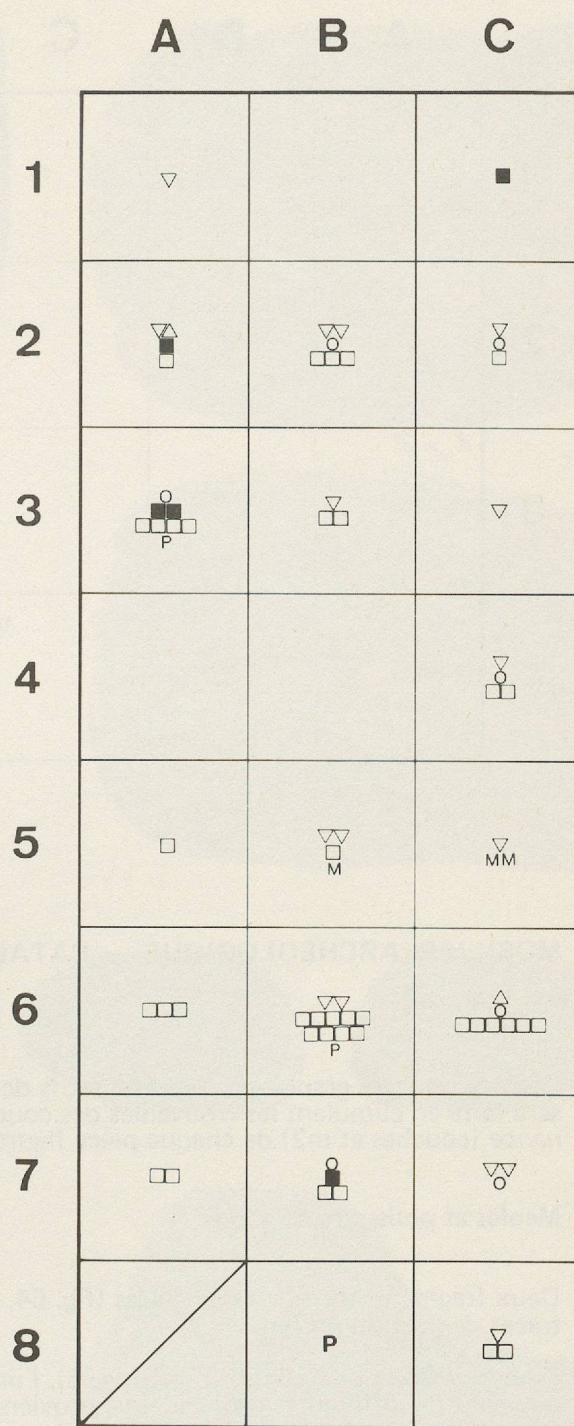 A B C
1 ▽ ■
2 ▽△ ▽▽ ▽
■ O O
□ □□□ □
3 O ▽ ▽
■■ □□
□□□□
P
4 ▽
O
□□
5 □ ▽▽ ▽
□ MM
M
6 □□□ ▽▽ △
□□□□□ O
□□□□ □□□□□□
P
7 □□ O ▽▽
■ O
□□
8 P ▽
□□